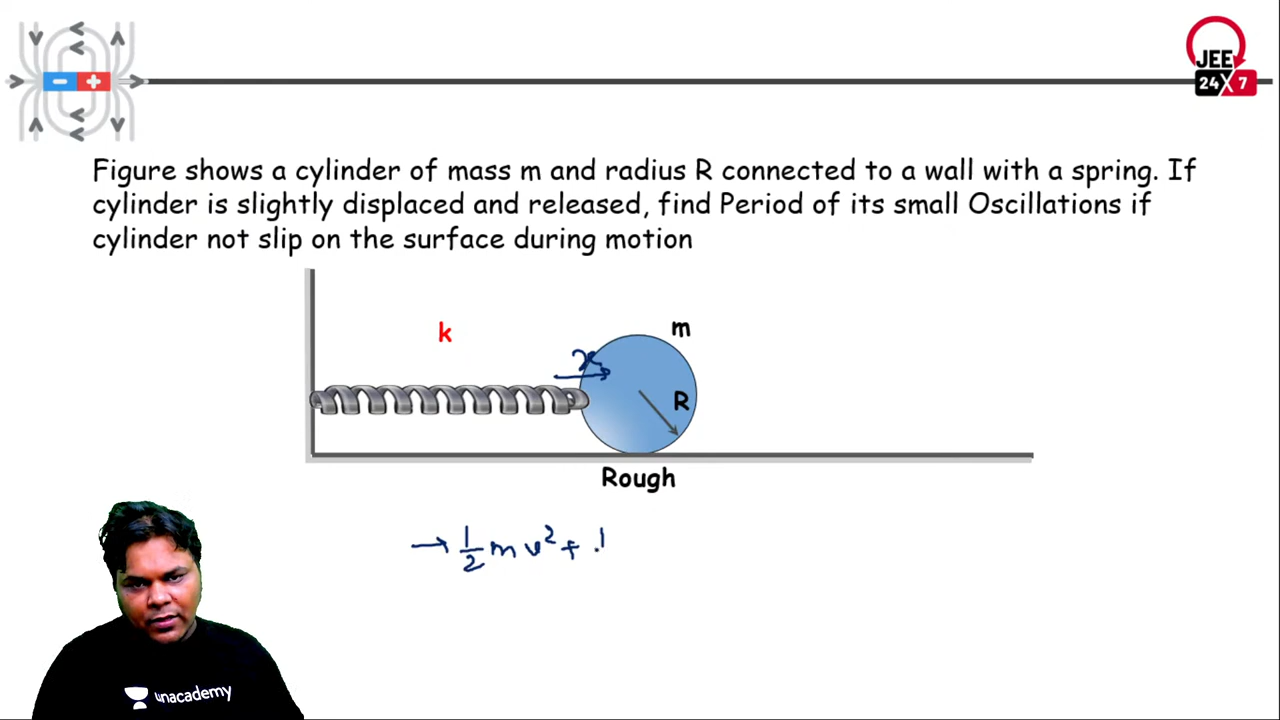 JEE
24X7
Figure shows a cylinder of mass m and radius R connected to a wall with a spring. If
cylinder is slightly displaced and released, find Period of its small Oscillations if
cylinder not slip on the surface during motion
k
m
x
R
Rough
→ 1/2 m v² +
unacademy